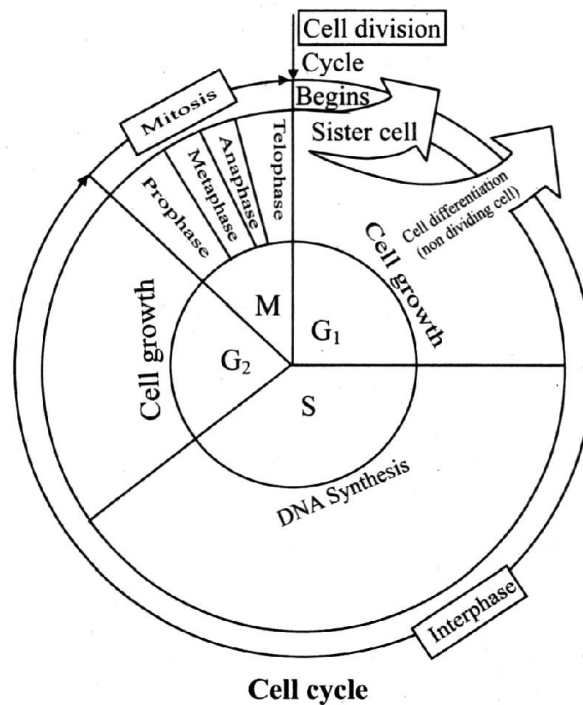 Cell division
Cycle
Begins
Sister cell
Mitosis
Prophase
Metaphase
Anaphase
Telophase
Cell differentiation
(non dividing cell)
Cell growth
Cell growth
M
G₁
G₂
S
DNA Synthesis
Interphase
Cell cycle